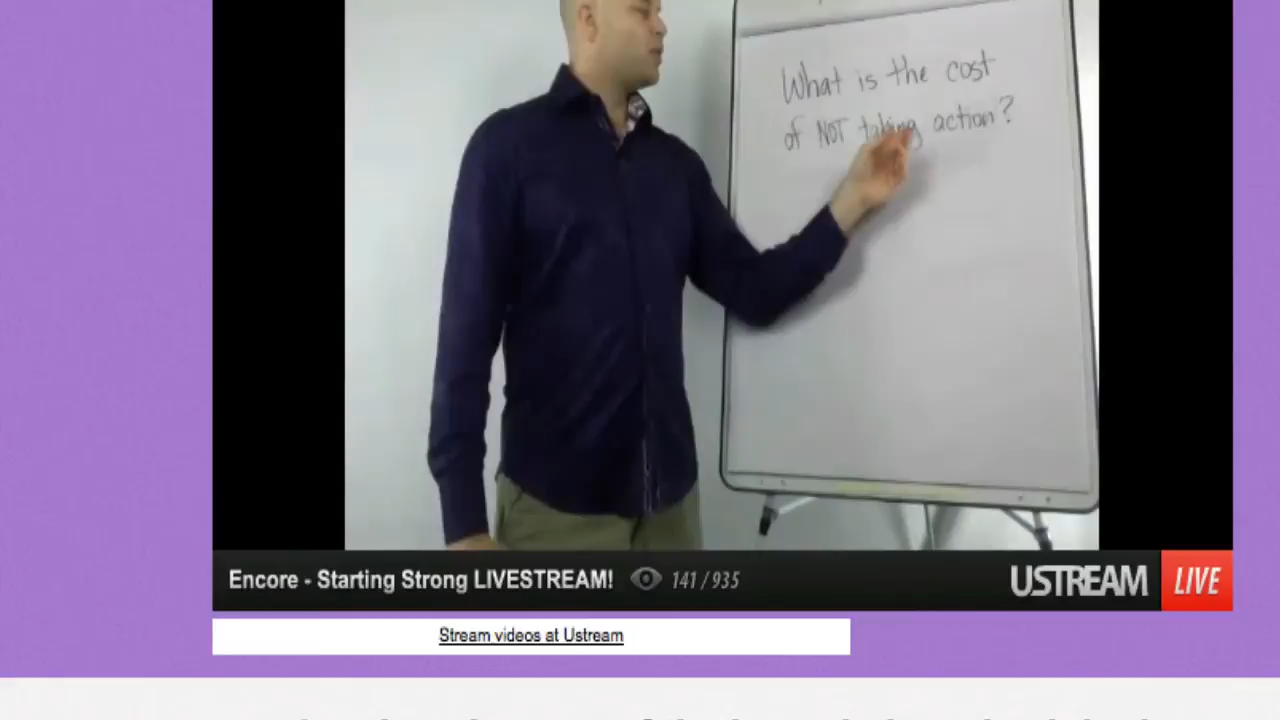 What is the cost
of NOT taking action?
Encore - Starting Strong LIVESTREAM! 141 / 935 USTREAM LIVE
Stream videos at Ustream